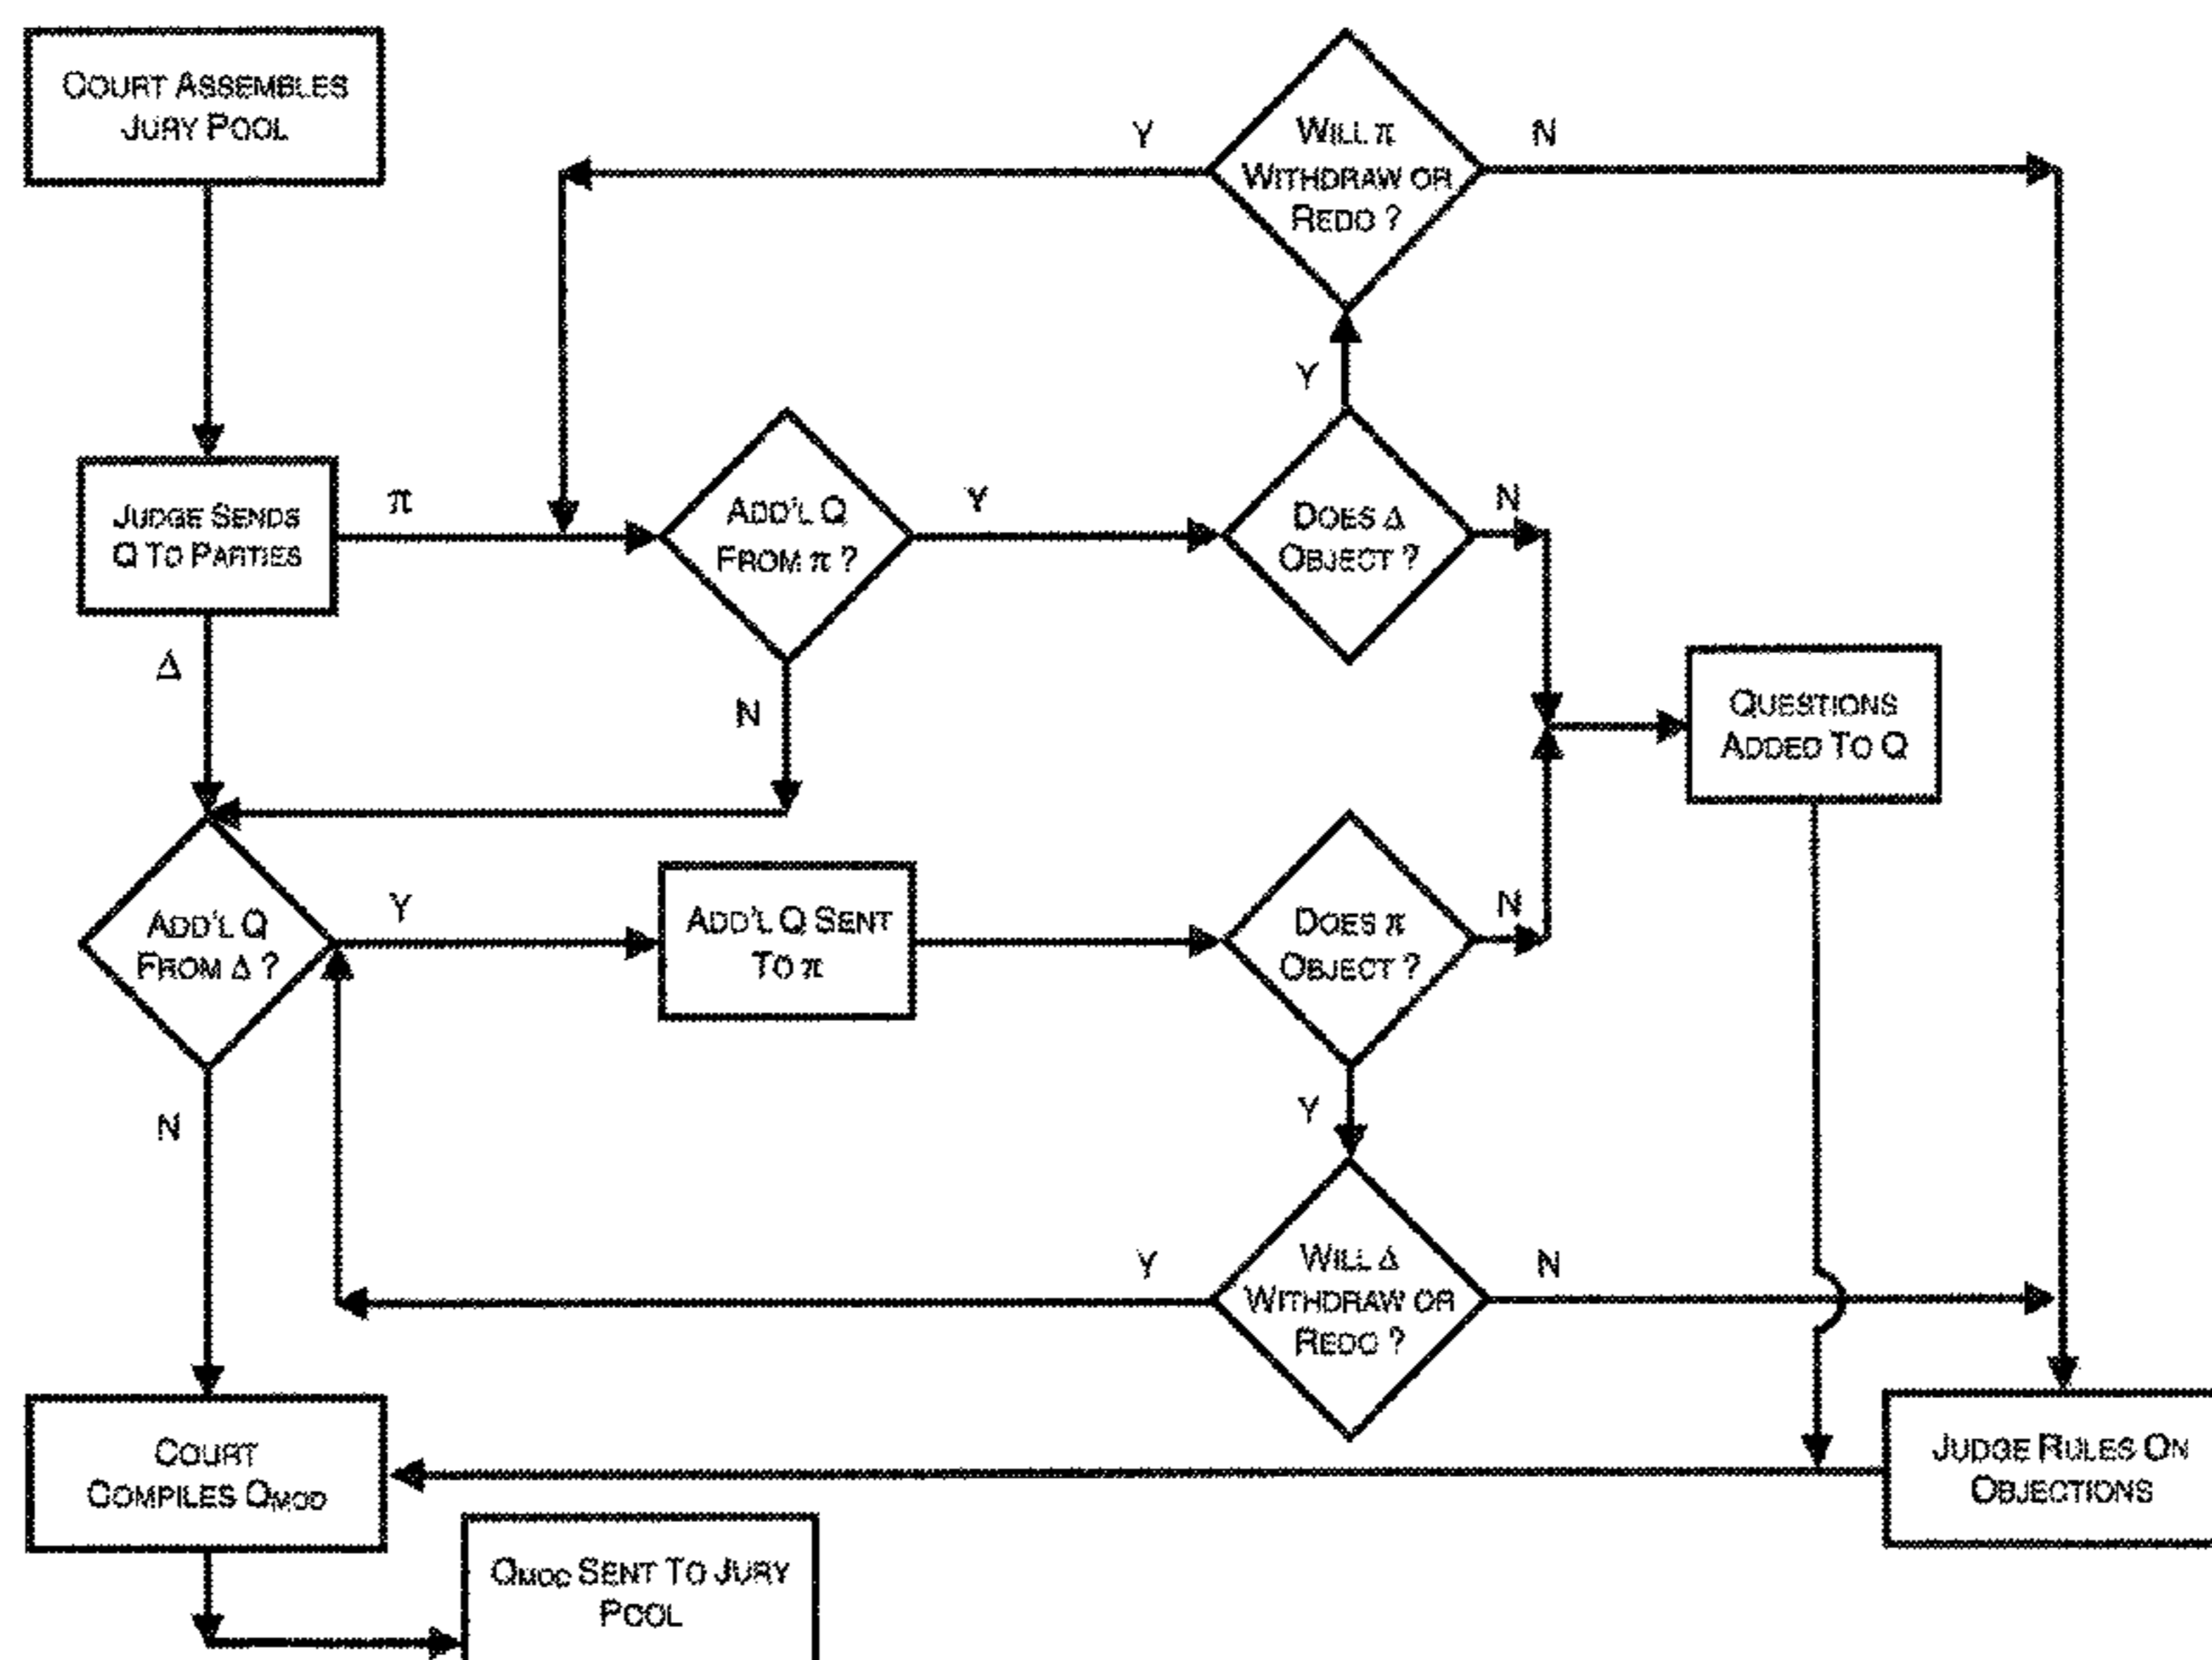 COURT ASSEMBLES
JURY POOL
WILL π
WITHDRAW OR
REDO ?
Y
N
Y
JUDGE SENDS
Q TO PARTIES
π
ADD'L Q
FROM π ?
Y
DOES Δ
OBJECT ?
N
Δ
N
QUESTIONS
ADDED TO Q
ADD'L Q
FROM Δ ?
Y
ADD'L Q SENT
TO π
DOES π
OBJECT ?
N
N
Y
Y
WILL Δ
WITHDRAW OR
REDO ?
N
COURT
COMPILES QMOD
JUDGE RULES ON
OBJECTIONS
QMOD SENT TO JURY
POOL